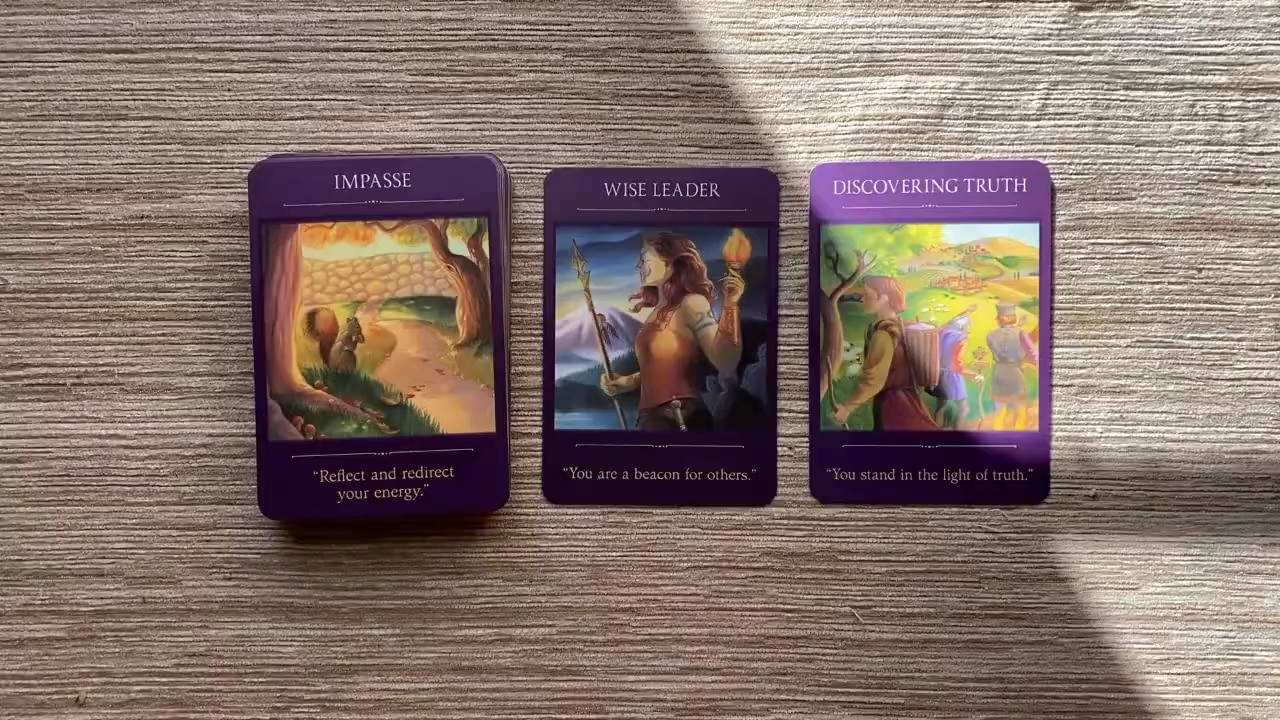 IMPASSE
"Reflect and redirect
your energy."
WISE LEADER
"You are a beacon for others."
DISCOVERING TRUTH
"You stand in the light of truth."